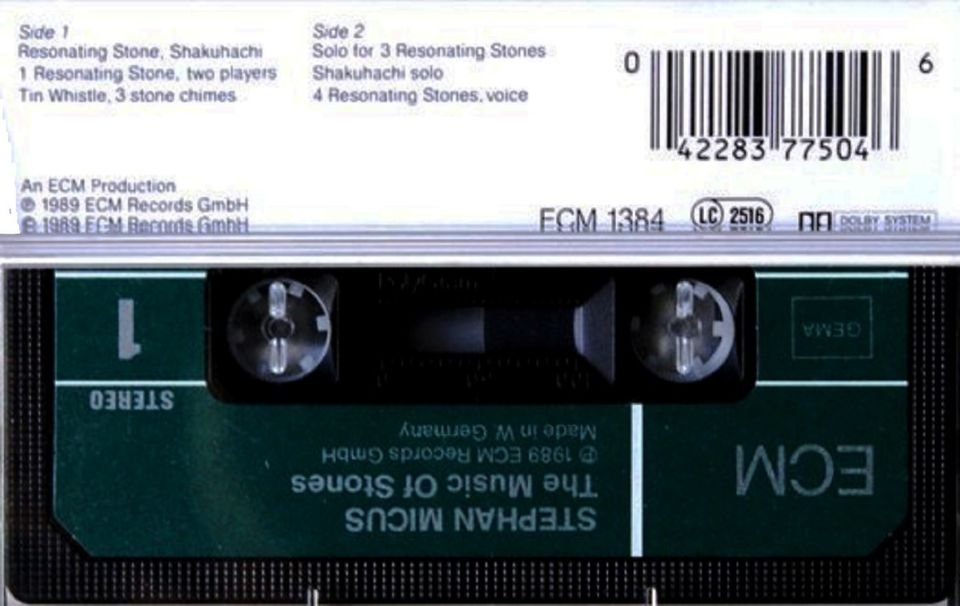 Side 1
Resonating Stone, Shakuhachi
1 Resonating Stone, two players
Tin Whistle, 3 stone chimes
Side 2
Solo for 3 Resonating Stones
Shakuhachi solo
4 Resonating Stones, voice
0 42283 77504 6
An ECM Production
℗ 1989 ECM Records GmbH
© 1989 ECM Records GmbH
ECM 1384
LC 2516
DOLBY SYSTEM
STEPHAN MICUS
The Music Of Stones
℗ 1989 ECM Records GmbH
Made in W. Germany
ECM
STEREO
1
GEMA